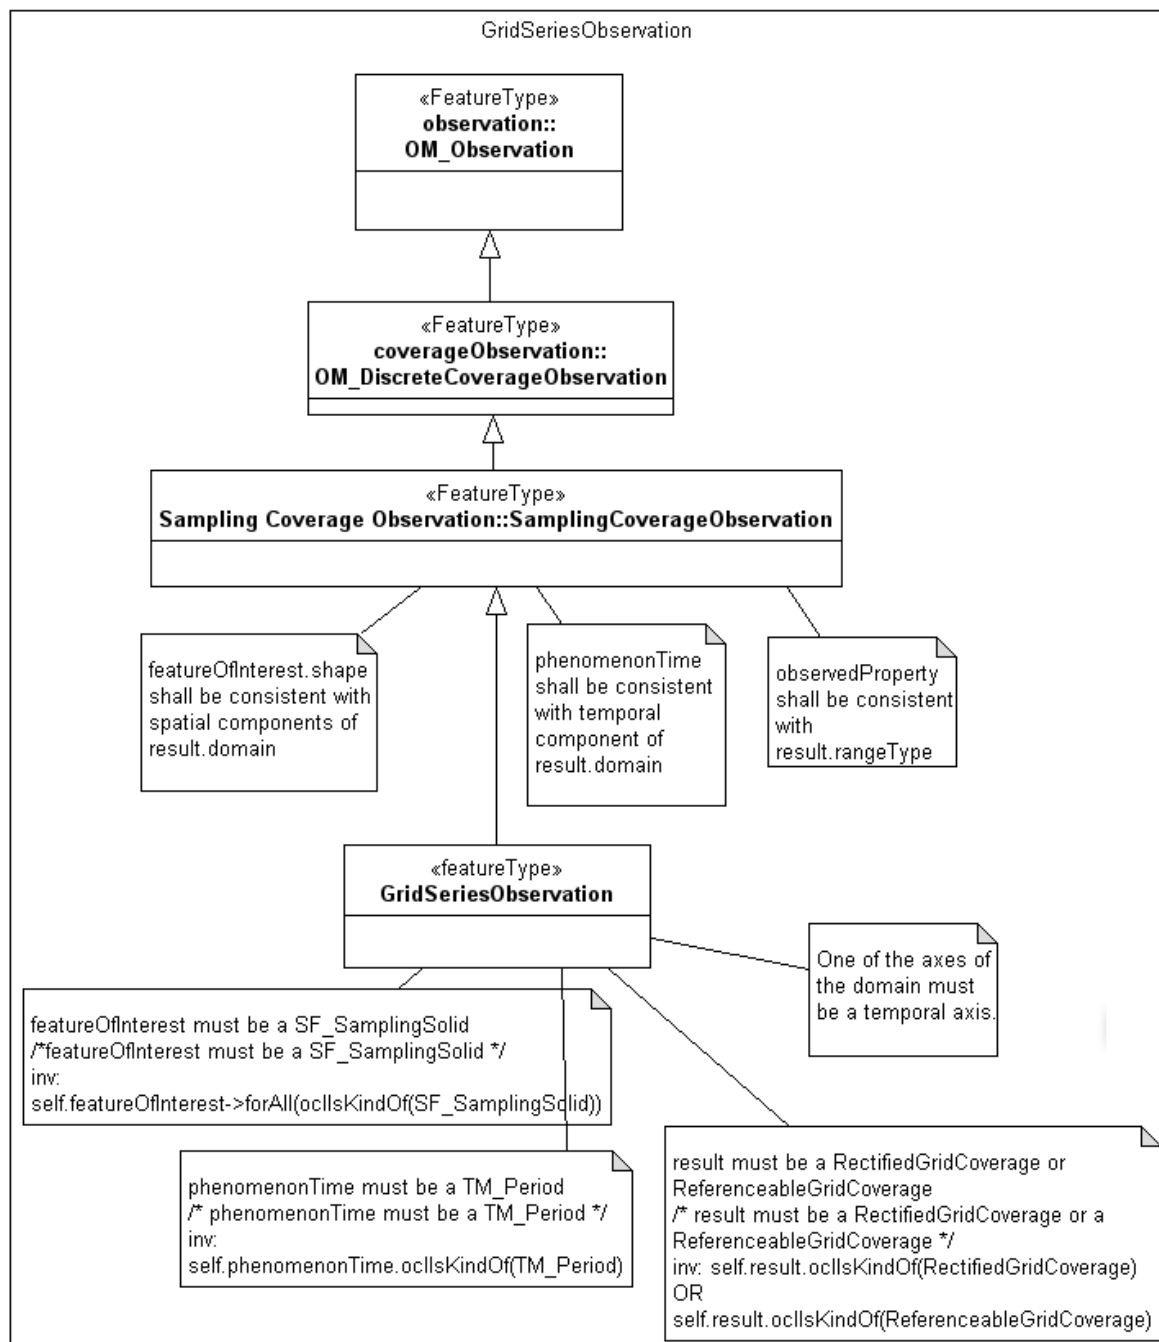 GridSeriesObservation
«FeatureType»
observation::
OM_Observation
«FeatureType»
coverageObservation::
OM_DiscreteCoverageObservation
«FeatureType»
Sampling Coverage Observation::SamplingCoverageObservation
featureOfInterest.shape
shall be consistent with
spatial components of
result.domain
phenomenonTime
shall be consistent
with temporal
component of
result.domain
observedProperty
shall be consistent
with
result.rangeType
«featureType»
GridSeriesObservation
One of the axes of
the domain must
be a temporal axis.
featureOfInterest must be a SF_SamplingSolid
/*featureOfInterest must be a SF_SamplingSolid */
inv:
self.featureOfInterest->forAll(oclIsKindOf(SF_SamplingSolid))
phenomenonTime must be a TM_Period
/* phenomenonTime must be a TM_Period */
inv:
self.phenomenonTime.oclIsKindOf(TM_Period)
result must be a RectifiedGridCoverage or
ReferenceableGridCoverage
/* result must be a RectifiedGridCoverage or a
ReferenceableGridCoverage */
inv: self.result.oclIsKindOf(RectifiedGridCoverage)
OR
self.result.oclIsKindOf(ReferenceableGridCoverage)